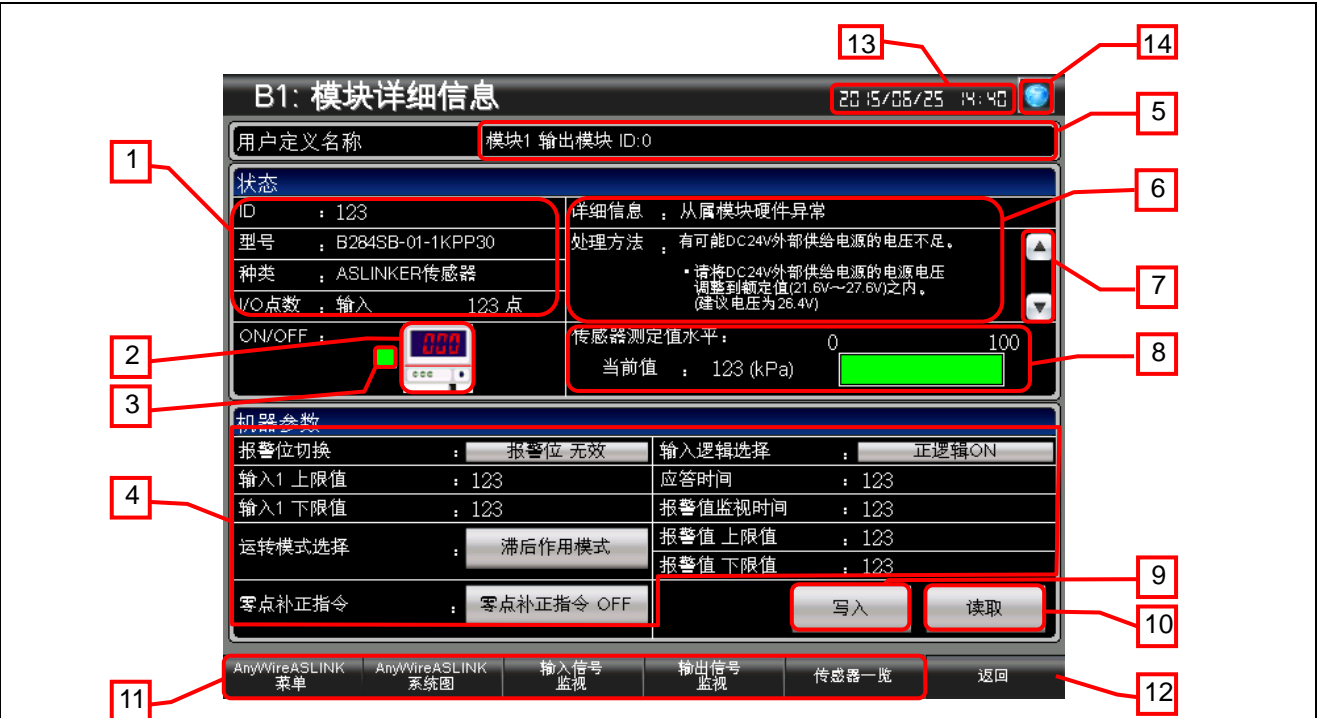 13
14
B1: 模块详细信息
2015/06/25 14:40
5
用户定义名称
模块1 输出模块 ID:0
1
状态
6
ID : 123
详细信息 : 从属模块硬件异常
型号 : B284SB-01-1KPP30
处理方法 : 有可能DC24V外部供给电源的电压不足。
种类 : ASLINKER传感器
・请将DC24V外部供给电源的电源电压
调整到额定值(21.6V～27.6V)之内。
(建议电压为26.4V)
7
I/O点数 : 输入 123 点
ON/OFF :
000
传感器测定值水平:
0 100
2
8
当前值 : 123 (kPa)
3
机器参数
报警位切换 : 报警位 无效
输入逻辑选择 : 正逻辑ON
输入1 上限值 : 123
应答时间 : 123
4
输入1 下限值 : 123
报警值监视时间 : 123
运转模式选择 : 滞后作用模式
报警值 上限值 : 123
报警值 下限值 : 123
9
零点补正指令 : 零点补正指令 OFF
写入
读取
10
AnyWireASLINK
菜单
AnyWireASLINK
系统图
输入信号
监视
输出信号
监视
传感器一览
返回
11
12